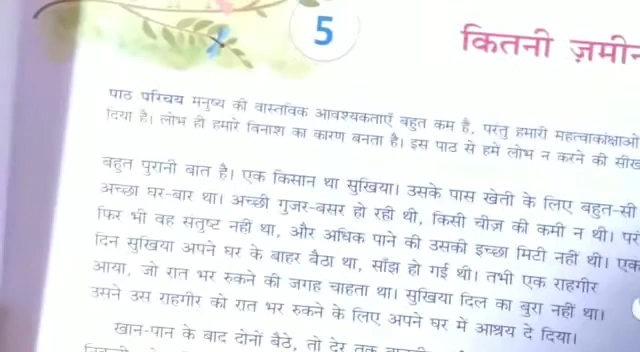 5
कितनी ज़मीन
पाठ परिचय मनुष्य की वास्तविक आवश्यकताएँ बहुत कम हैं, परंतु हमारी महत्वाकांक्षाओं
दिया है। लोभ ही हमारे विनाश का कारण बनता है। इस पाठ से हमें लोभ न करने की सीख
बहुत पुरानी बात है। एक किसान था सुखिया। उसके पास खेती के लिए बहुत-सी
अच्छा घर-बार था। अच्छी गुजर-बसर हो रही थी, किसी चीज़ की कमी न थी।
फिर भी वह संतुष्ट नहीं था, और अधिक पाने की उसकी इच्छा मिटी नहीं थी। एक
दिन सुखिया अपने घर के बाहर बैठा था, साँझ हो गई थी। तभी एक राहगीर
आया, जो रात भर रुकने की जगह चाहता था। सुखिया दिल का बुरा नहीं था।
उसने उस राहगीर को रात भर रुकने के लिए अपने घर में आश्रय दे दिया।
खान-पान के बाद दोनों बैठे, तो देर तक